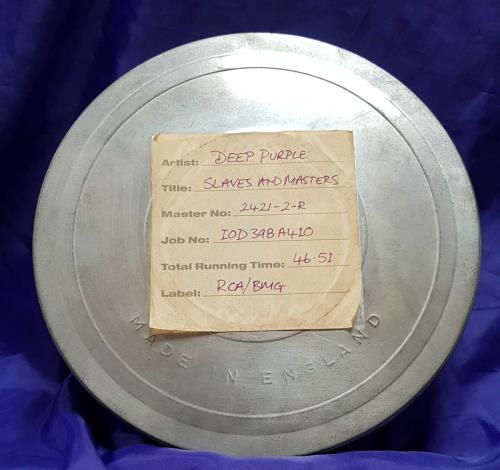 Artist: DEEP PURPLE
Title: SLAVES AND MASTERS
Master No: 2421-2-R
Job No: IOD398A410
Total Running Time: 46.51
Label: RCA/BMG
MADE IN ENGLAND